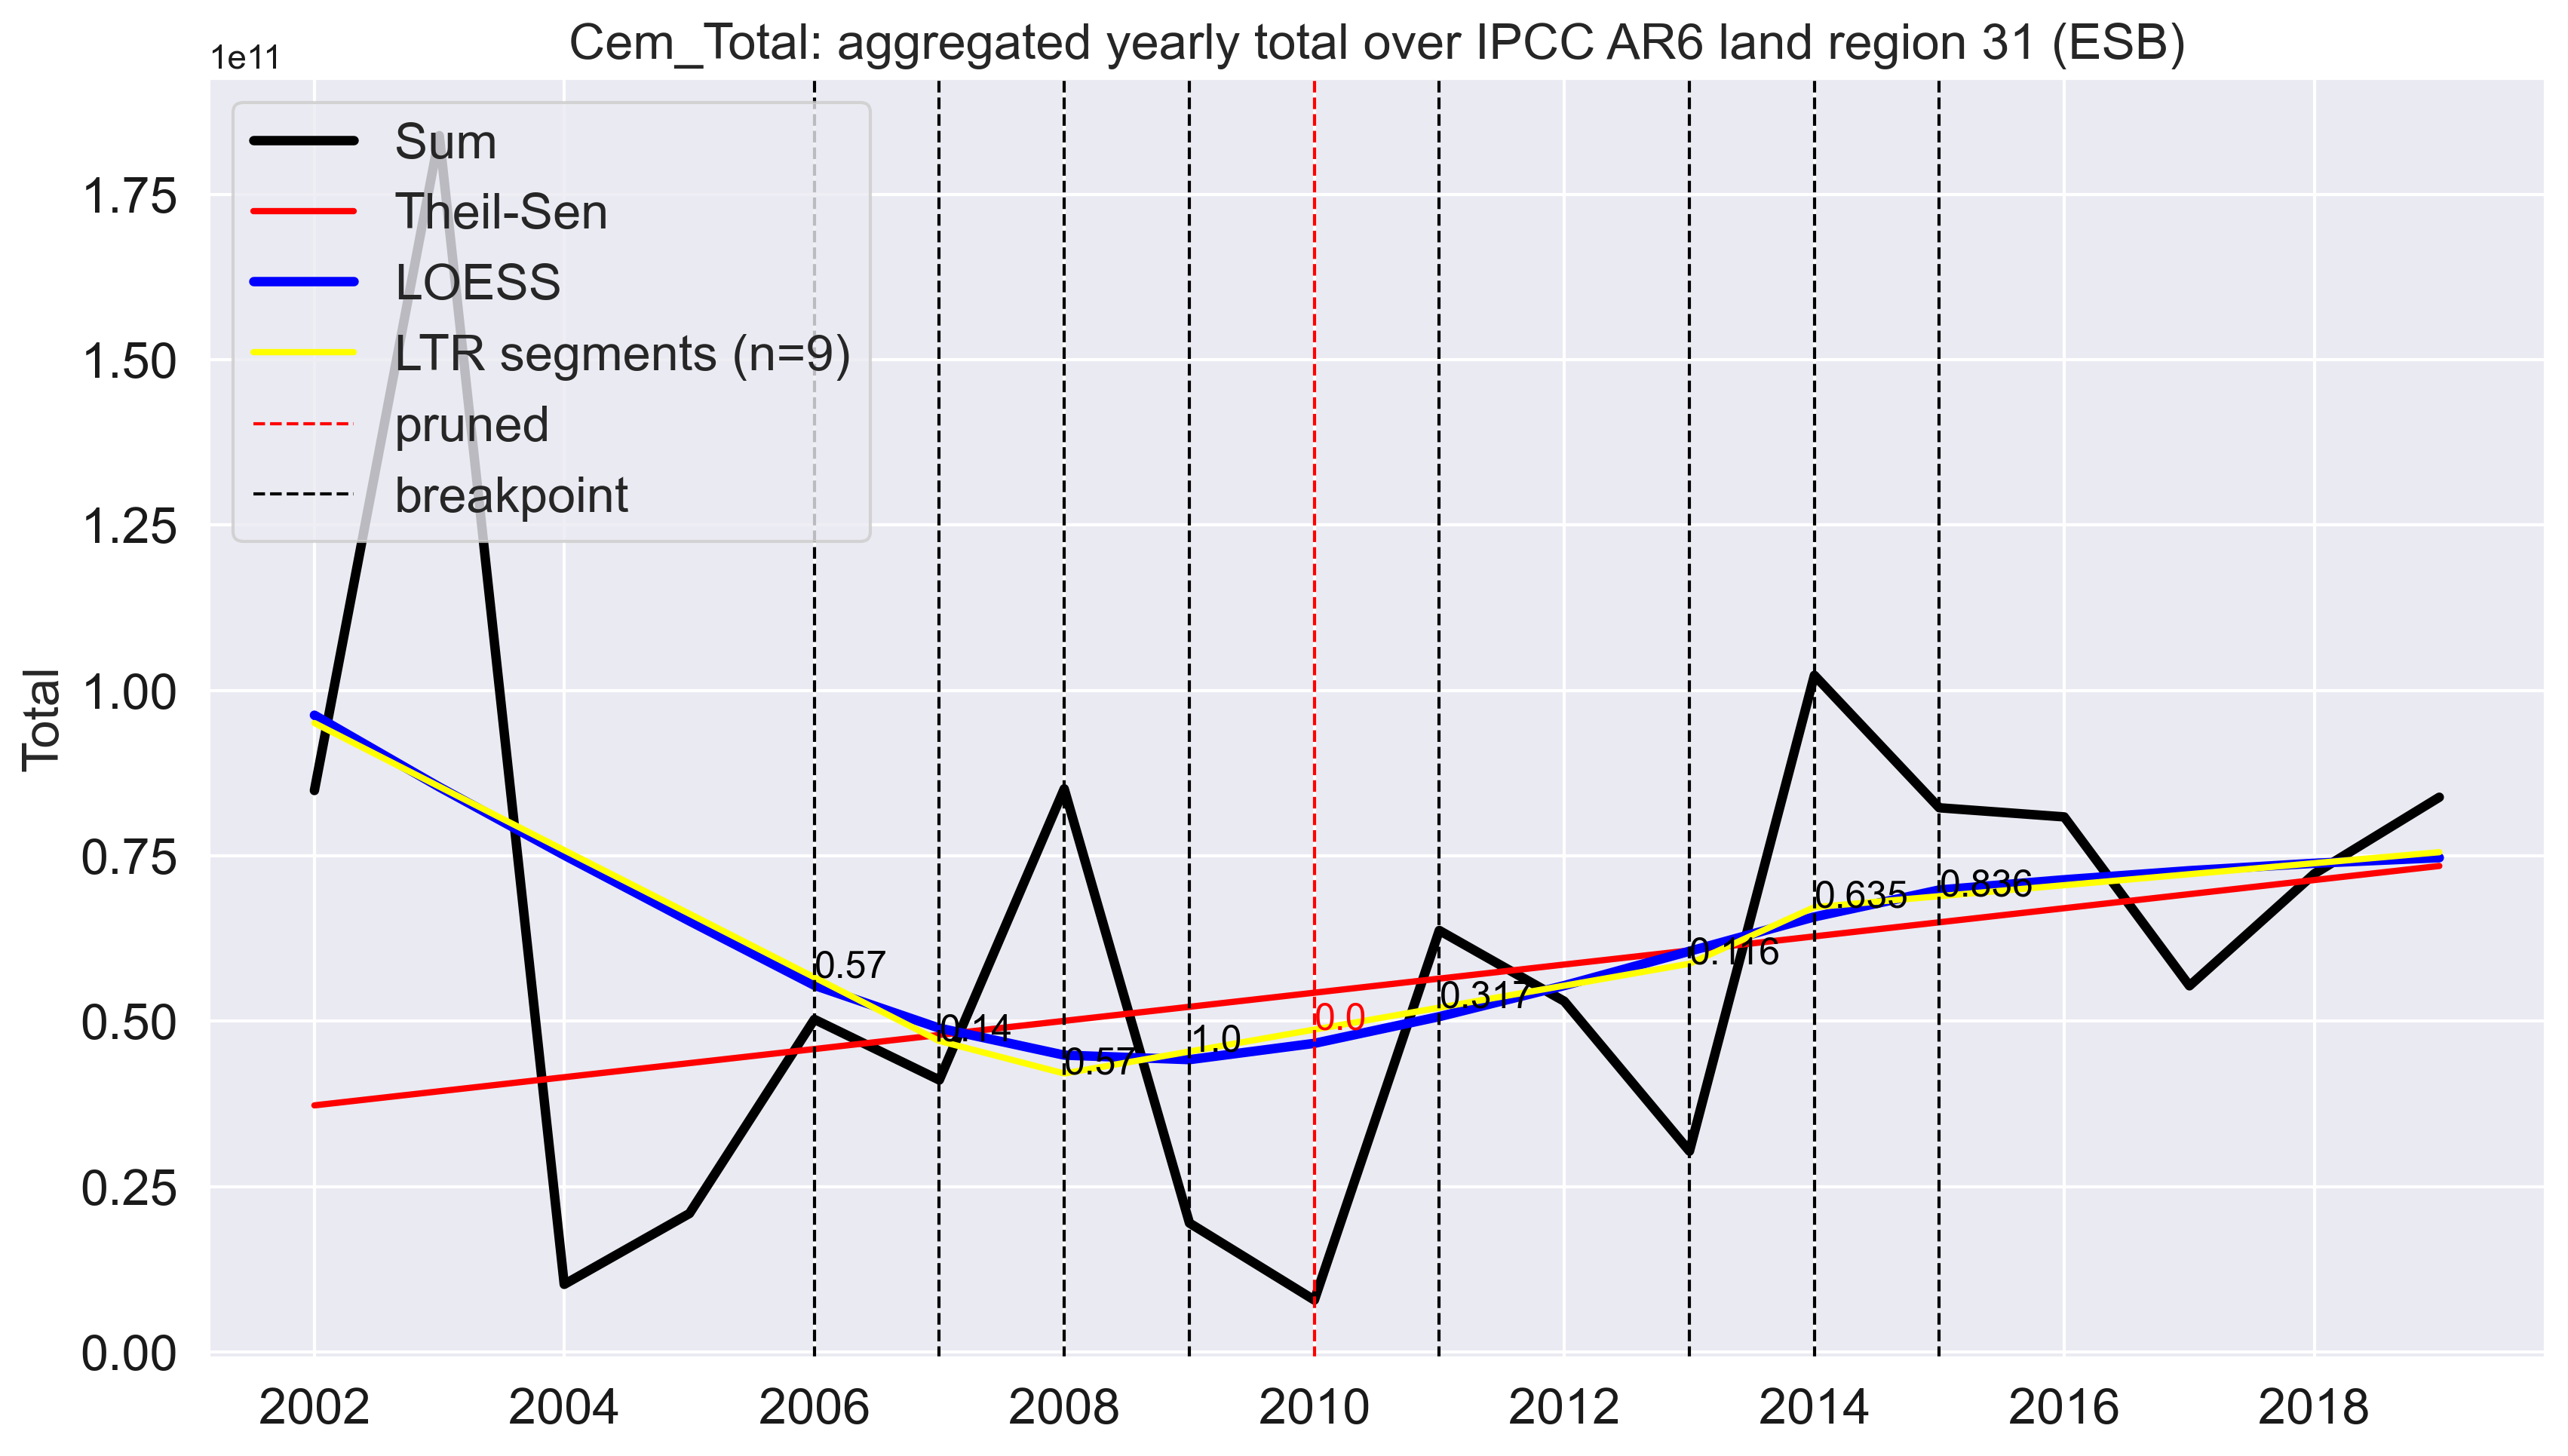 Cem_Total: aggregated yearly total over IPCC AR6 land region 31 (ESB)
1e11
Sum
Theil-Sen
LOESS
LTR segments (n=9)
pruned
breakpoint
1.75
1.50
1.25
1.00
0.75
0.50
0.25
0.00
Total
0.57
0.14
0.57
1.0
0.0
0.317
0.116
0.635
0.836
2002
2004
2006
2008
2010
2012
2014
2016
2018